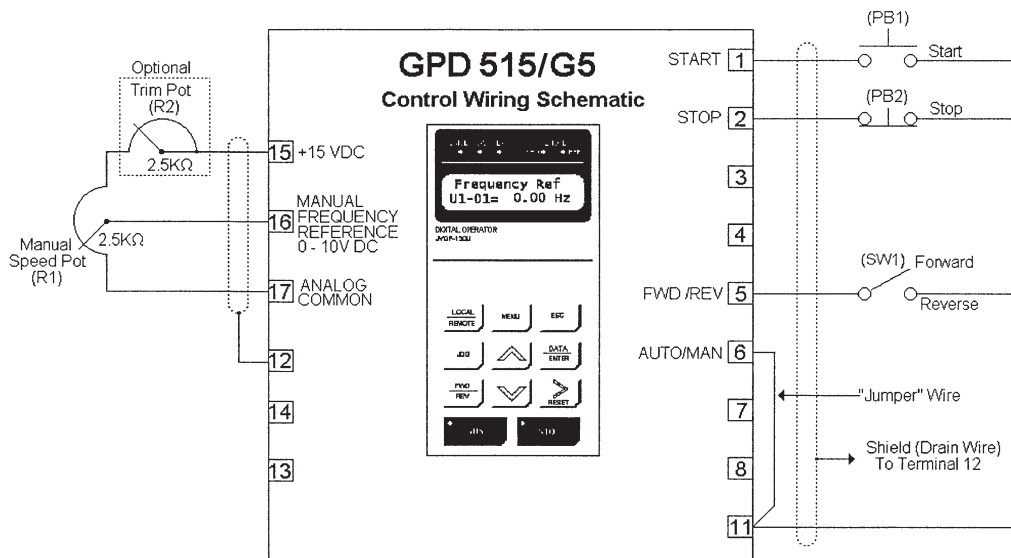 GPD 515/G5
Control Wiring Schematic
Optional
Trim Pot
(R2)
2.5KΩ
2.5KΩ
Manual
Speed Pot
(R1)
15 +15 VDC
16 MANUAL
FREQUENCY
REFERENCE
0 - 10V DC
17 ANALOG
COMMON
12
14
13
Frequency Ref
U1-01= 0.00 Hz
DIGITAL OPERATOR
LOCAL
REMOTE
MENU
ESC
JOG
DATA
ENTER
FWD
REV
RESET
START 1
STOP 2
3
4
FWD/REV 5
AUTO/MAN 6
7
8
11
(PB1)
Start
(PB2)
Stop
(SW1) Forward
Reverse
"Jumper" Wire
Shield (Drain Wire)
To Terminal 12